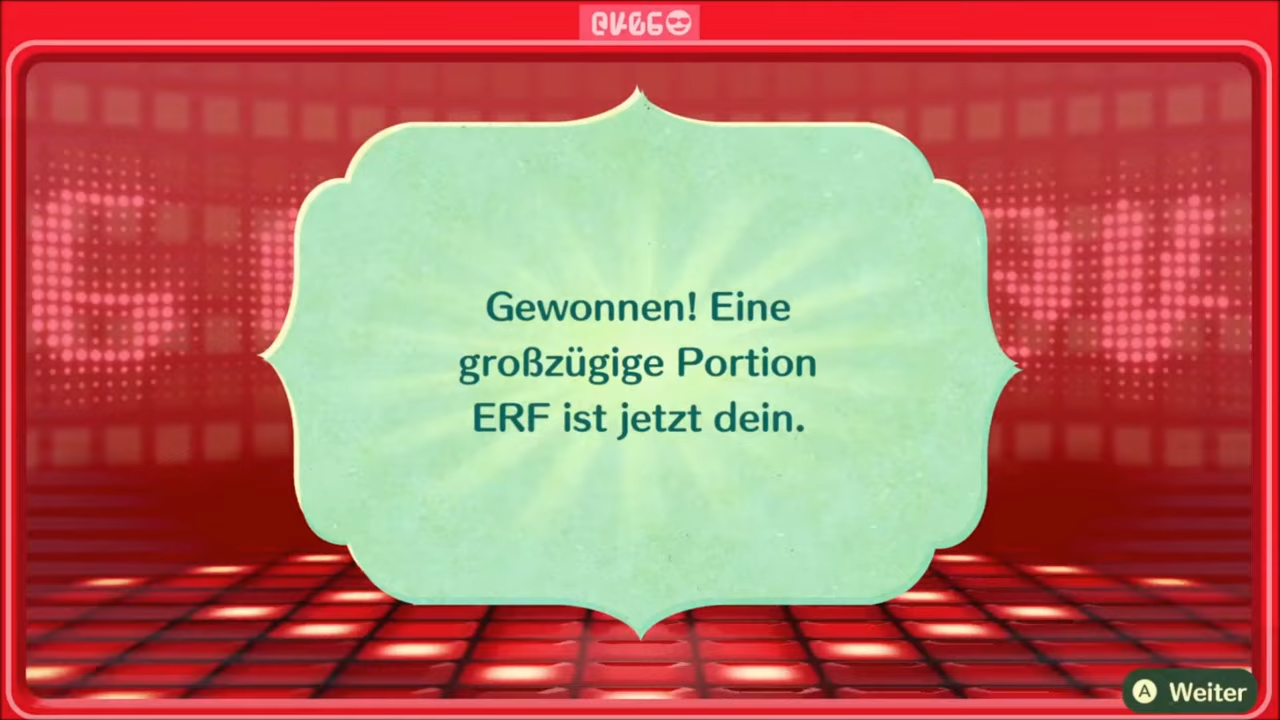 Gewonnen! Eine
großzügige Portion
ERF ist jetzt dein.
A Weiter